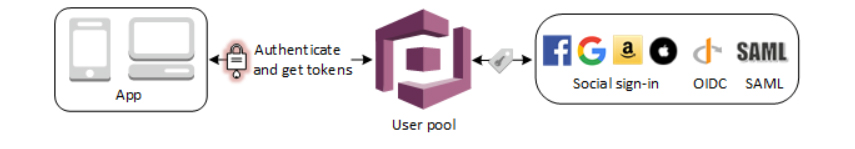 Authenticate
and get tokens
App
User pool
f G a
SAML
Social sign-in OIDC SAML